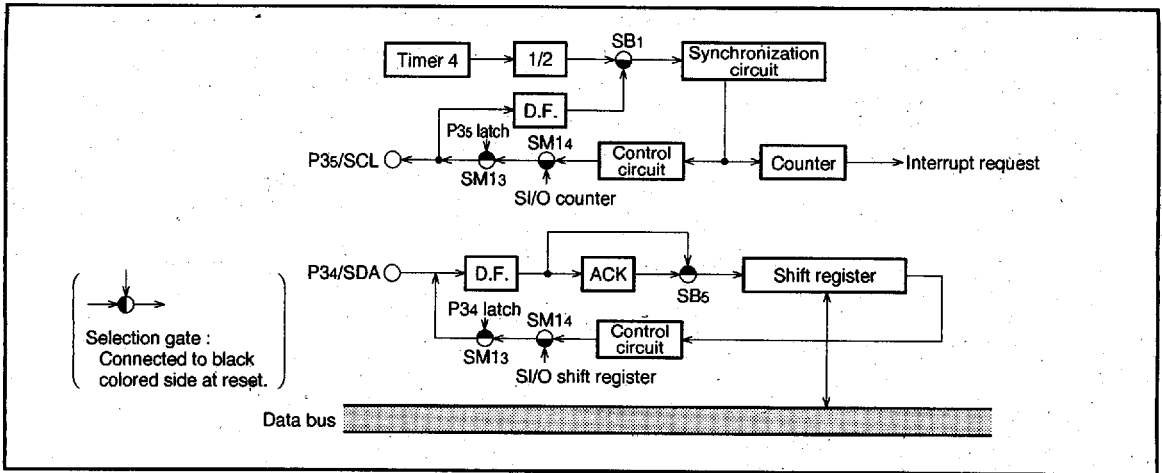 SB1
Timer 4
1/2
Synchronization
circuit
D.F.
P35 latch
SM14
P35/SCL
SM13
Control
circuit
Counter
Interrupt request
SI/O counter
P34/SDA
D.F.
ACK
SB5
Shift register
P34 latch
SM14
SM13
Control
circuit
SI/O shift register
Selection gate :
Connected to black
colored side at reset.
Data bus